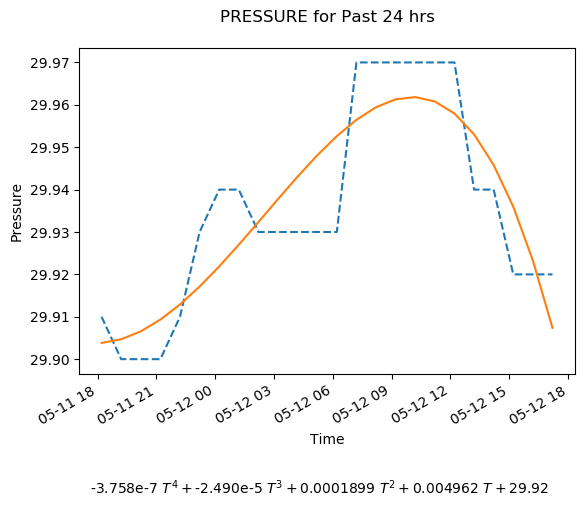 PRESSURE for Past 24 hrs
29.97
29.96
29.95
29.94
29.93
29.92
29.91
29.90
Pressure
05-11 18 05-11 21 05-12 00 05-12 03 05-12 06 05-12 09 05-12 12 05-12 15 05-12 18
Time
-3.758e-7 T⁴ + -2.490e-5 T³ + 0.0001899 T² + 0.004962 T + 29.92